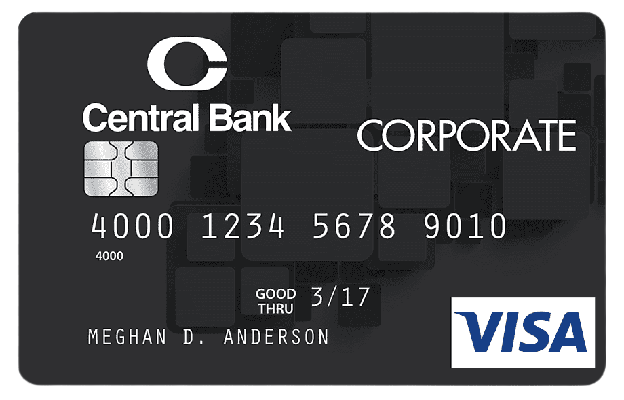 Central Bank
CORPORATE
4000 1234 5678 9010
4000
GOOD THRU 3/17
MEGHAN D. ANDERSON
VISA